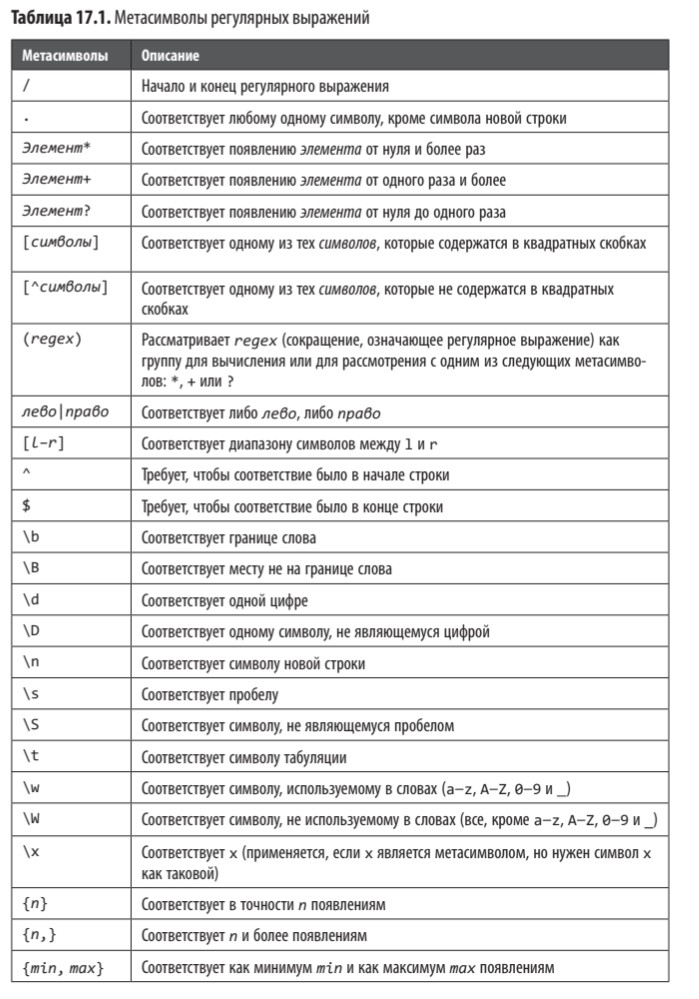 Таблица 17.1. Метасимволы регулярных выражений
Метасимволы Описание
/ Начало и конец регулярного выражения
. Соответствует любому одному символу, кроме символа новой строки
Элемент* Соответствует появлению элемента от нуля и более раз
Элемент+ Соответствует появлению элемента от одного раза и более
Элемент? Соответствует появлению элемента от нуля до одного раза
[символы] Соответствует одному из тех символов, которые содержатся в квадратных скобках
[^символы] Соответствует одному из тех символов, которые не содержатся в квадратных
скобках
(regex) Рассматривает regex (сокращение, означающее регулярное выражение) как
группу для вычисления или для рассмотрения с одним из следующих метасимво-
лов: *, + или ?
лево|право Соответствует либо лево, либо право
[l-r] Соответствует диапазону символов между l и r
^ Требует, чтобы соответствие было в начале строки
$ Требует, чтобы соответствие было в конце строки
\b Соответствует границе слова
\B Соответствует месту не на границе слова
\d Соответствует одной цифре
\D Соответствует одному символу, не являющемуся цифрой
\n Соответствует символу новой строки
\s Соответствует пробелу
\S Соответствует символу, не являющемуся пробелом
\t Соответствует символу табуляции
\w Соответствует символу, используемому в словах (a–z, A–Z, 0–9 и _)
\W Соответствует символу, не используемому в словах (все, кроме a–z, A–Z, 0–9 и _)
\x Соответствует x (применяется, если x является метасимволом, но нужен символ x
как таковой)
{n} Соответствует в точности n появлениям
{n,} Соответствует n и более появлениям
{min, max} Соответствует как минимум min и как максимум max появлениям